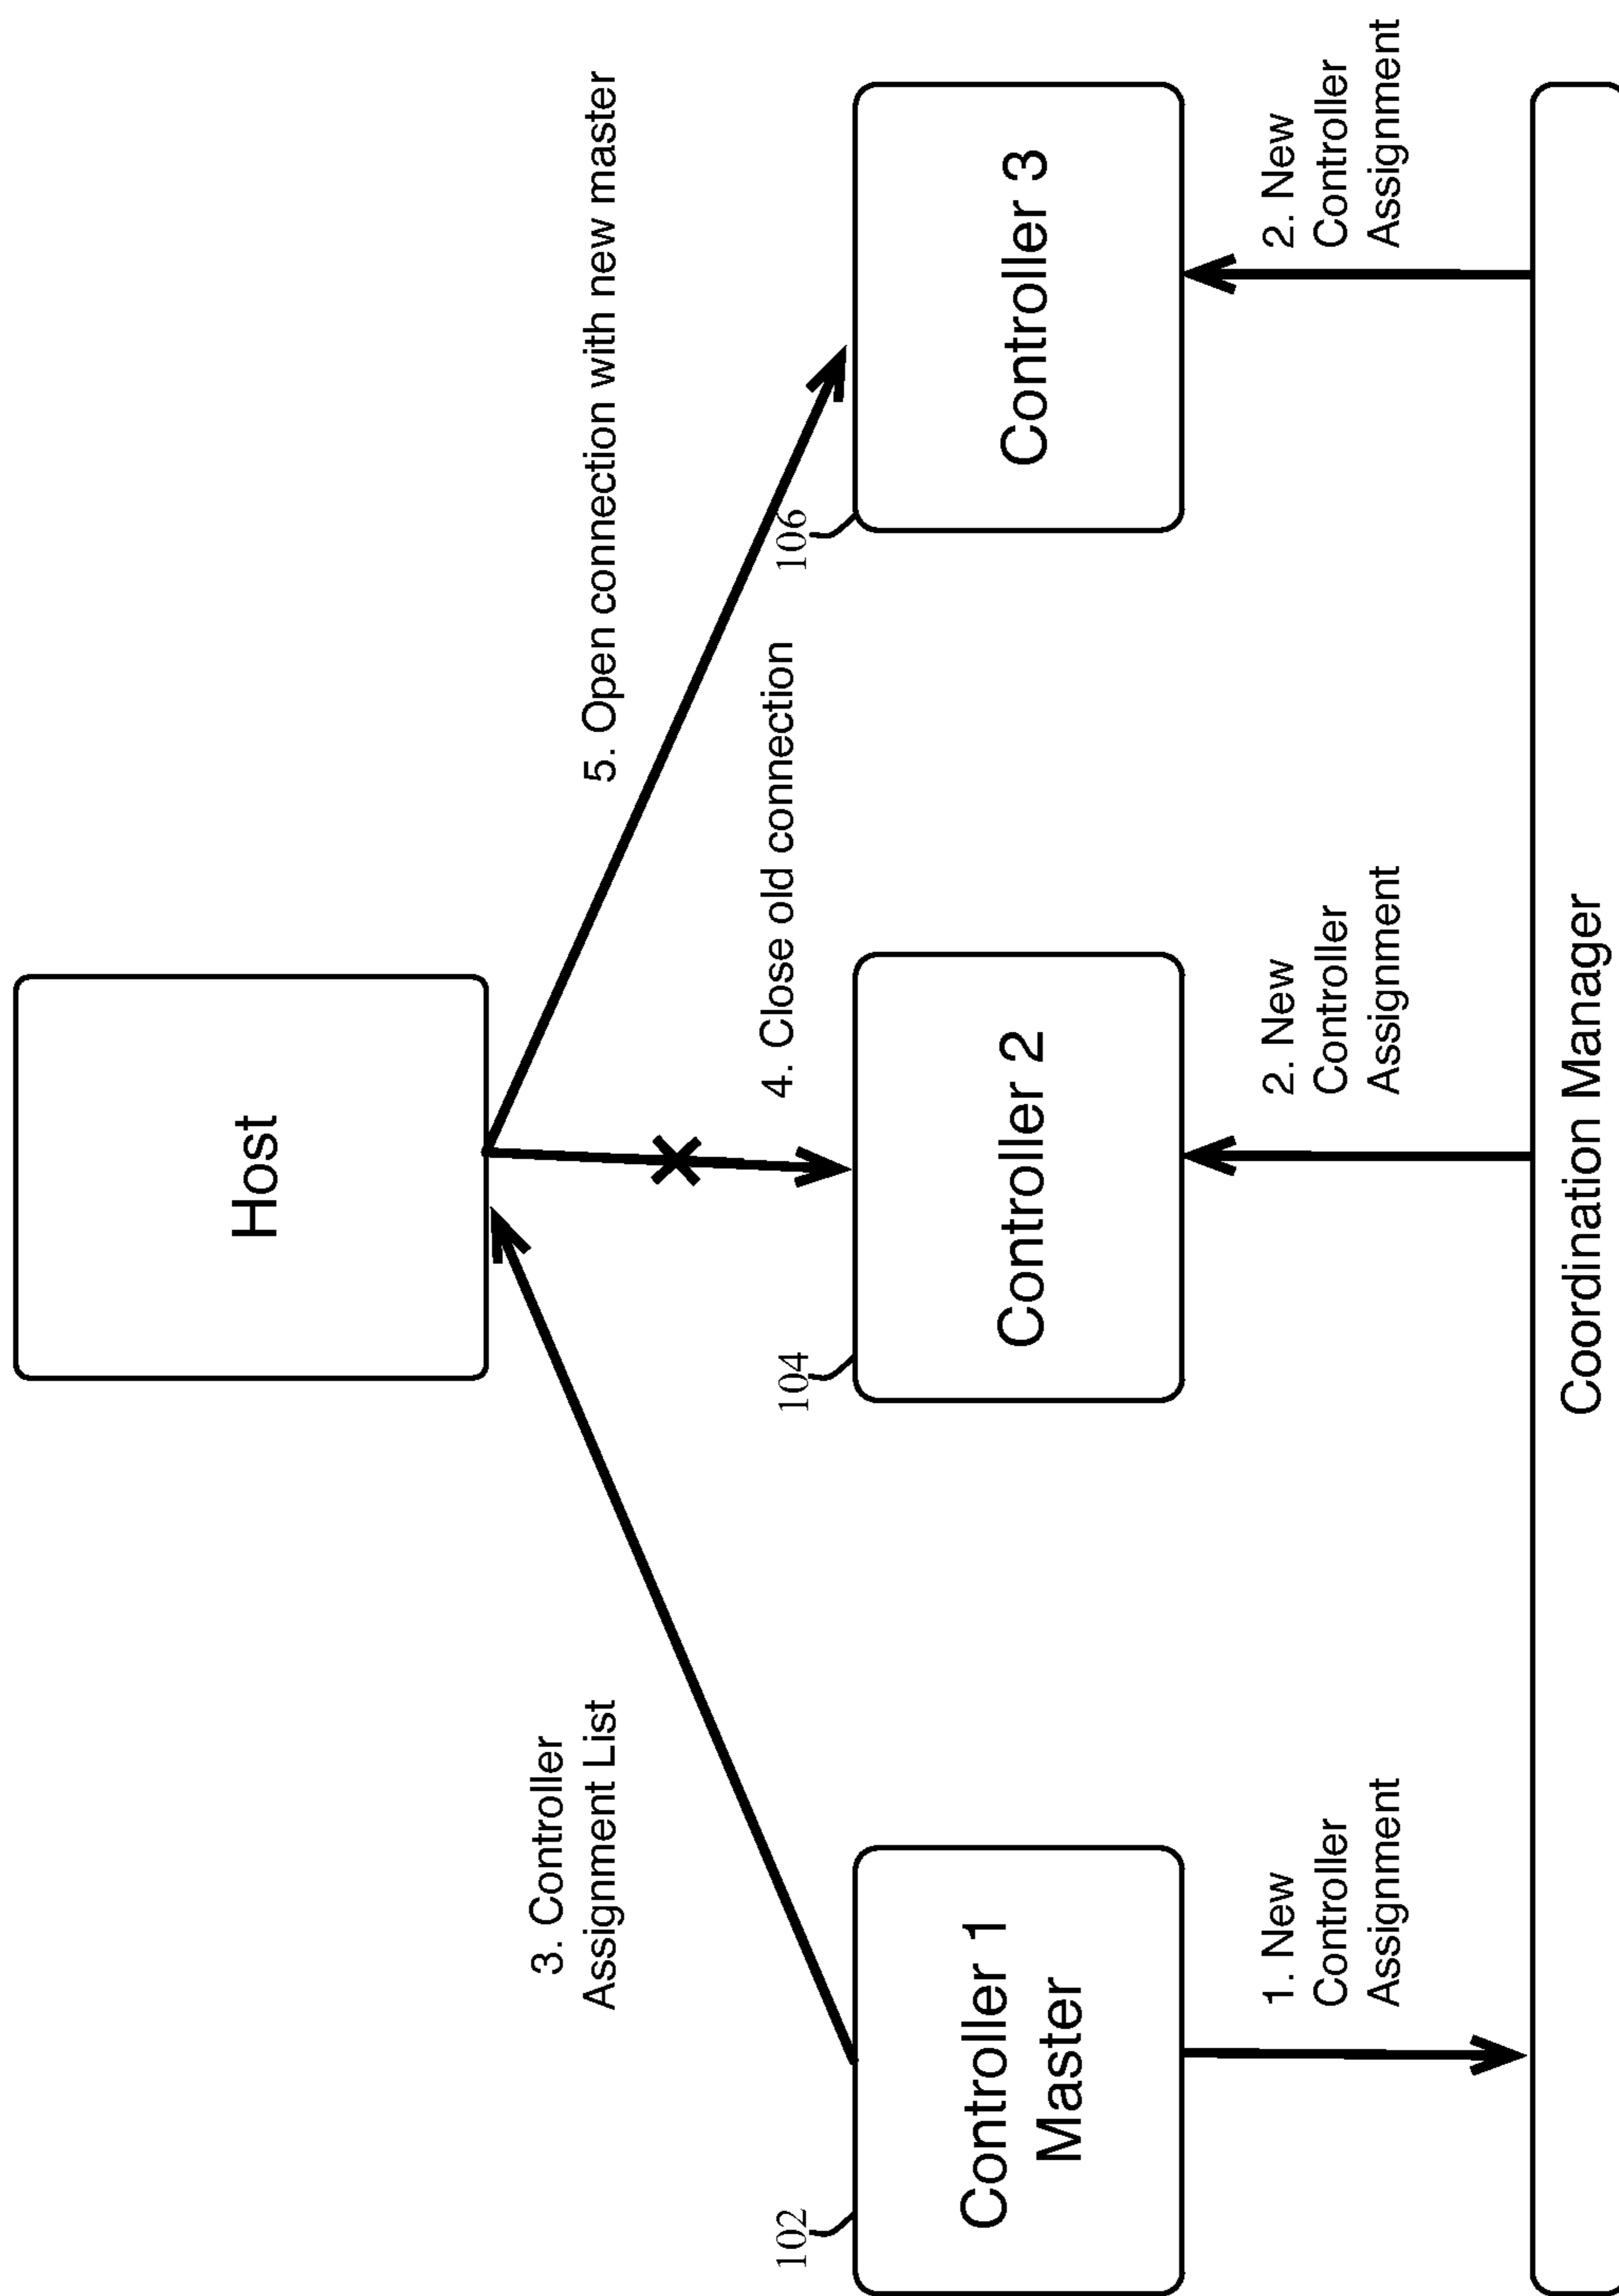 Host
3. Controller
Assignment List
5. Open connection with new master
4. Close old connection
102
104
106
Controller 1
Master
Controller 2
Controller 3
1. New
Controller
Assignment
2. New
Controller
Assignment
2. New
Controller
Assignment
Coordination Manager